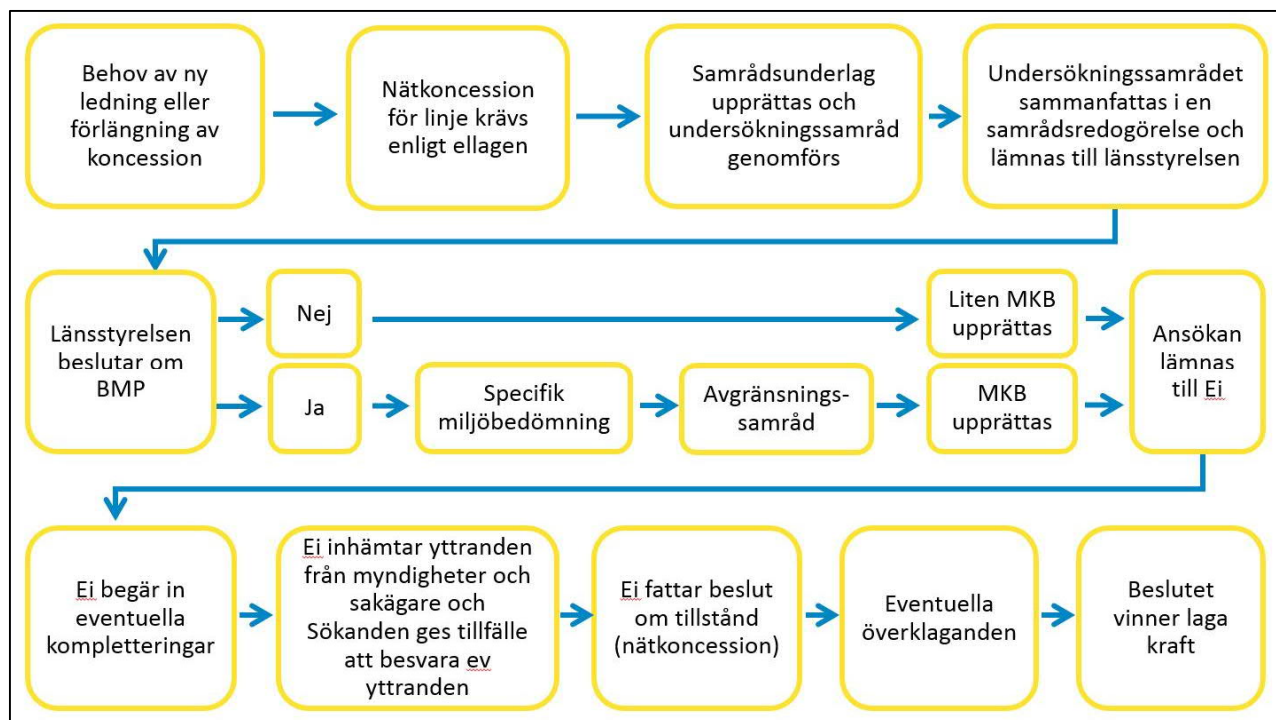 Behov av ny
ledning eller
förlängning av
koncession
Nätkoncession
för linje krävs
enligt ellagen
Samrådsunderlag
upprättas och
undersökningssamråd
genomförs
Undersökningssamrådet
sammanfattas i en
samrådsredogörelse och
lämnas till länsstyrelsen
Länsstyrelsen
beslutar om
BMP
Nej
Liten MKB
upprättas
Ja
Specifik
miljöbedömning
Avgränsnings-
samråd
MKB
upprättas
Ansökan
lämnas
till Ei
Ei begär in
eventuella
kompletteringar
Ei inhämtar yttranden
från myndigheter och
sakägare och
Sökanden ges tillfälle
att besvara ev
yttranden
Ei fattar beslut
om tillstånd
(nätkoncession)
Eventuella
överklaganden
Beslutet
vinner laga
kraft